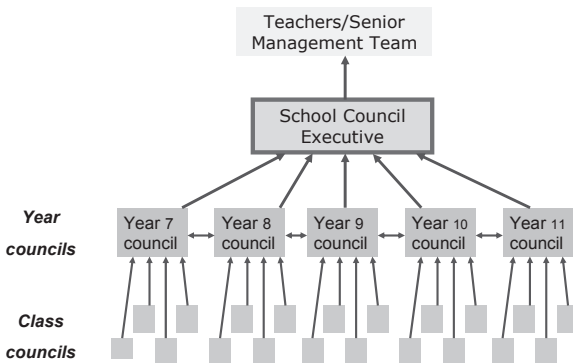 Teachers/Senior
Management Team
School Council
Executive
Year
councils
Year 7
council
Year 8
council
Year 9
council
Year 10
council
Year 11
council
Class
councils